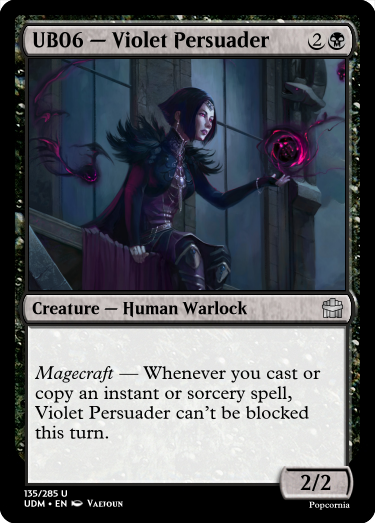 UB06 — Violet Persuader 2
Creature — Human Warlock
Magecraft — Whenever you cast or
copy an instant or sorcery spell,
Violet Persuader can't be blocked
this turn.
2/2
135/285 U
UDM • EN Vaejoun
Popcornia